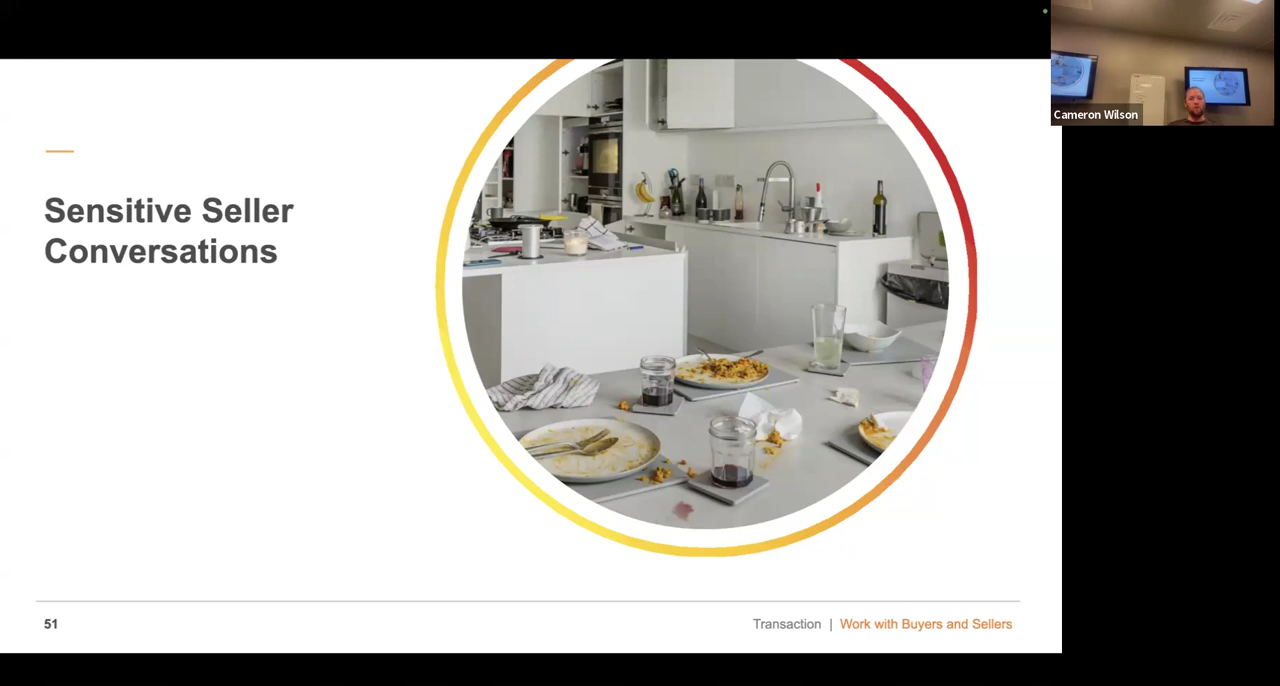 Sensitive Seller
Conversations
51
Transaction | Work with Buyers and Sellers
Cameron Wilson